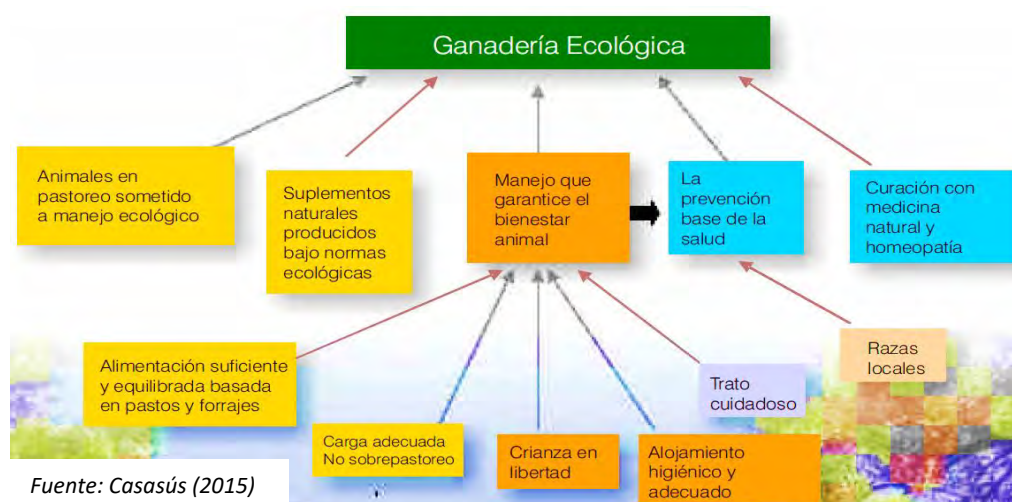 Ganadería Ecológica
Animales en
pastoreo sometido
a manejo ecológico
Suplementos
naturales
producidos
bajo normas
ecológicas
Manejo que
garantice el
bienestar
animal
La
prevención
base de la
salud
Curación con
medicina
natural y
homeopatía
Alimentación suficiente
y equilibrada basada
en pastos y forrajes
Carga adecuada
No sobrepastoreo
Crianza en
libertad
Alojamiento
higiénico y
adecuado
Trato
cuidadoso
Razas
locales
Fuente: Casasús (2015)